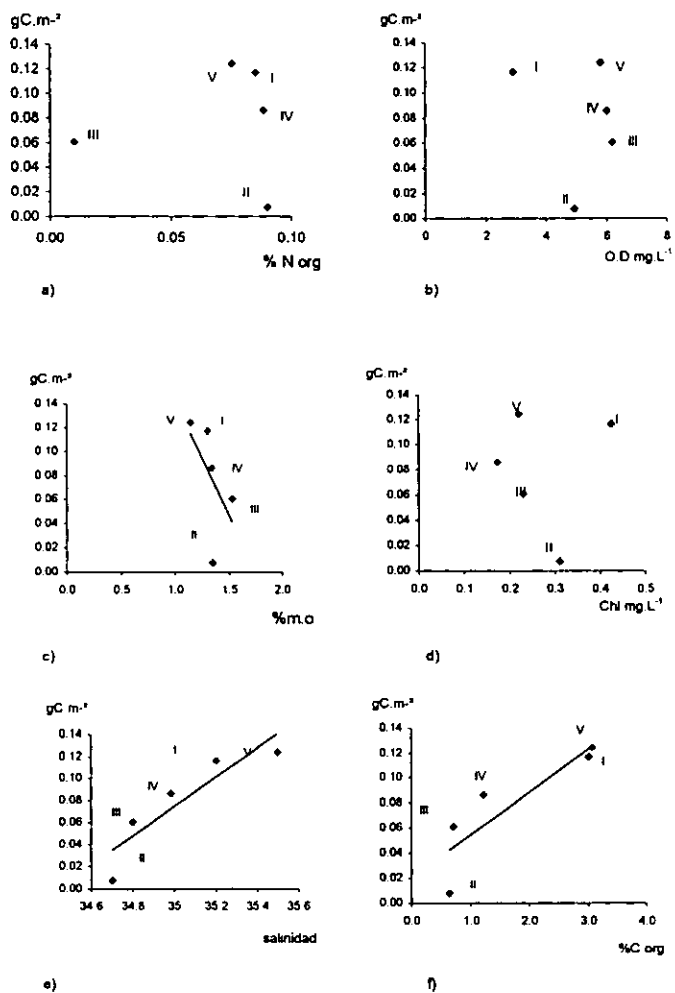 gC.m-²
0.14
0.12
0.10
0.08
0.06
0.04
0.02
0.00
V
I
IV
III
II
0.00 0.05 0.10
% N org
a)
gC.m-²
0.14
0.12
0.10
0.08
0.06
0.04
0.02
0.00
I
V
IV
III
II
0 2 4 6 8
O.D mg.L-¹
b)
gC.m-²
0.14
0.12
0.10
0.08
0.06
0.04
0.02
0.00
V
I
IV
III
II
0.0 0.5 1.0 1.5 2.0
%m.o
c)
gC.m-²
0.14
0.12
0.10
0.08
0.06
0.04
0.02
0.00
V
I
IV
III
II
0.0 0.1 0.2 0.3 0.4 0.5
Chl mg.L-¹
d)
gC m-²
0.14
0.12
0.10
0.08
0.06
0.04
0.02
0.00
I
V
IV
III
II
34.6 34.8 35 35.2 35.4 35.6
salinidad
e)
gC.m-²
0.14
0.12
0.10
0.08
0.06
0.04
0.02
0.00
V
I
IV
III
II
0.0 1.0 2.0 3.0 4.0
%C org
f)